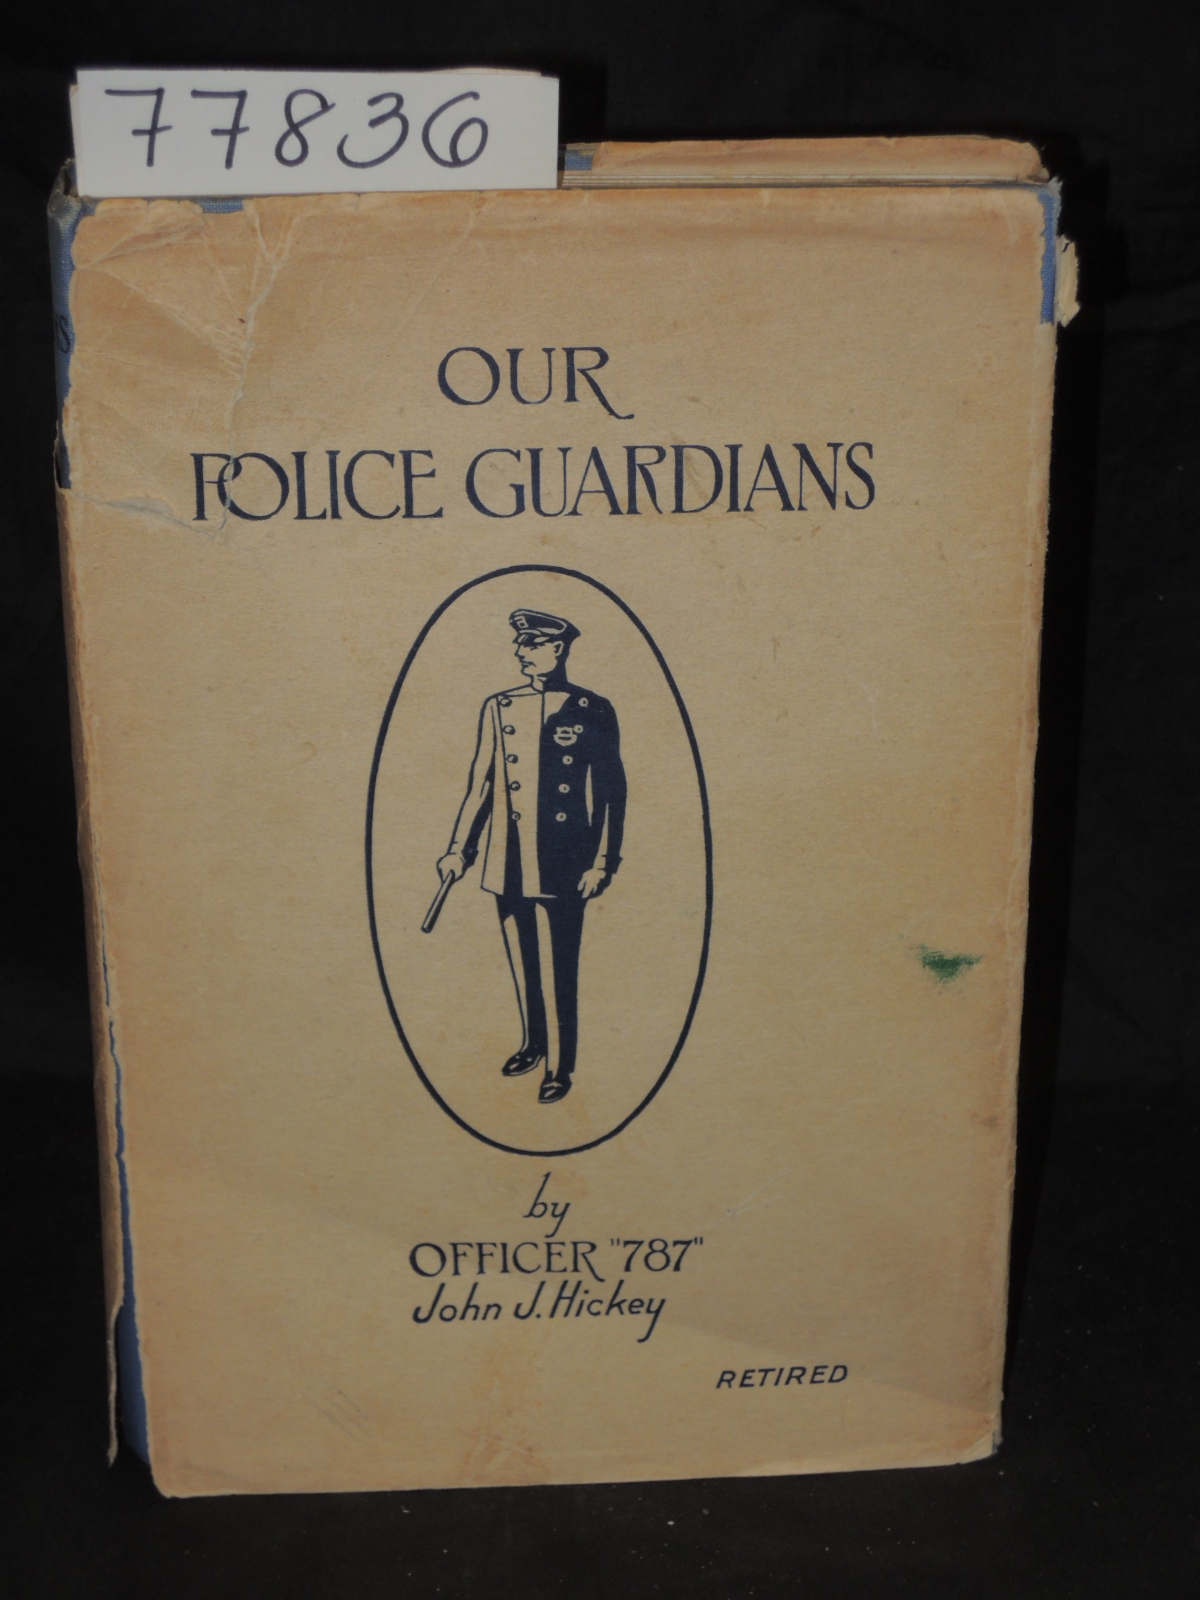 77836
OUR
POLICE GUARDIANS
by
OFFICER "787"
John J. Hickey
RETIRED